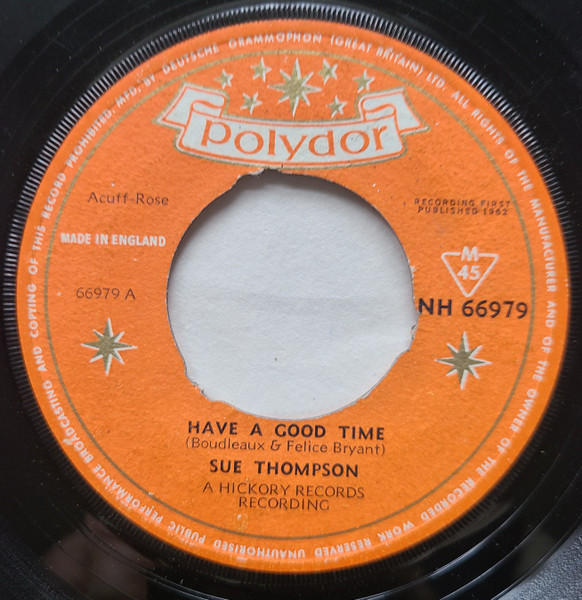 MFD. BY DEUTSCHE GRAMMOPHON (GREAT BRITAIN) LTD. ALL RIGHTS OF THE MANUFACTURER AND OF THE OWNER OF THE RECORDED WORK RESERVED UNAUTHORISED PUBLIC PERFORMANCE BROADCASTING AND COPYING OF THIS RECORD PROHIBITED.
polydor
Acuff-Rose
RECORDING FIRST
PUBLISHED 1962
MADE IN ENGLAND
M
45
66979 A
NH 66979
HAVE A GOOD TIME
(Boudleaux & Felice Bryant)
SUE THOMPSON
A HICKORY RECORDS
RECORDING